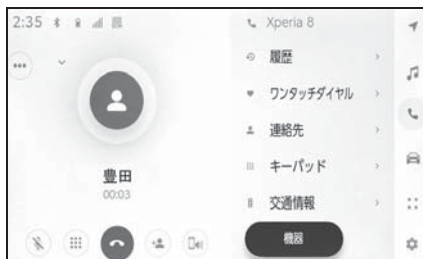 2:35
Xperia 8
履歴
ワンタッチダイヤル
連絡先
豊田
00:03
キーパッド
交通情報
機器